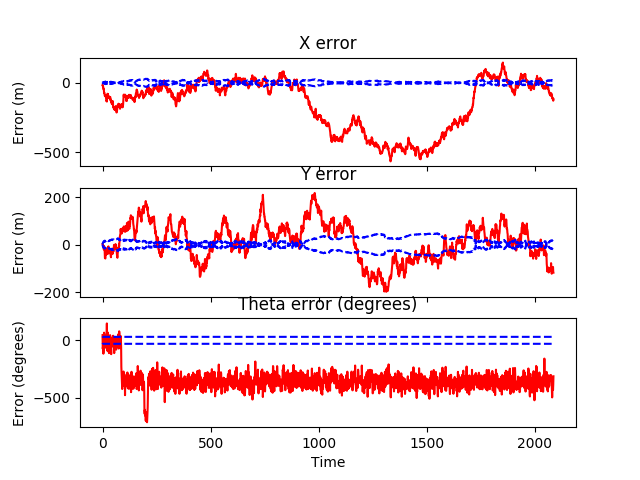 X error
Error (m)
0
−500
Y error
Error (m)
200
0
−200
Theta error (degrees)
Error (degrees)
0
−500
0
500
1000
1500
2000
Time